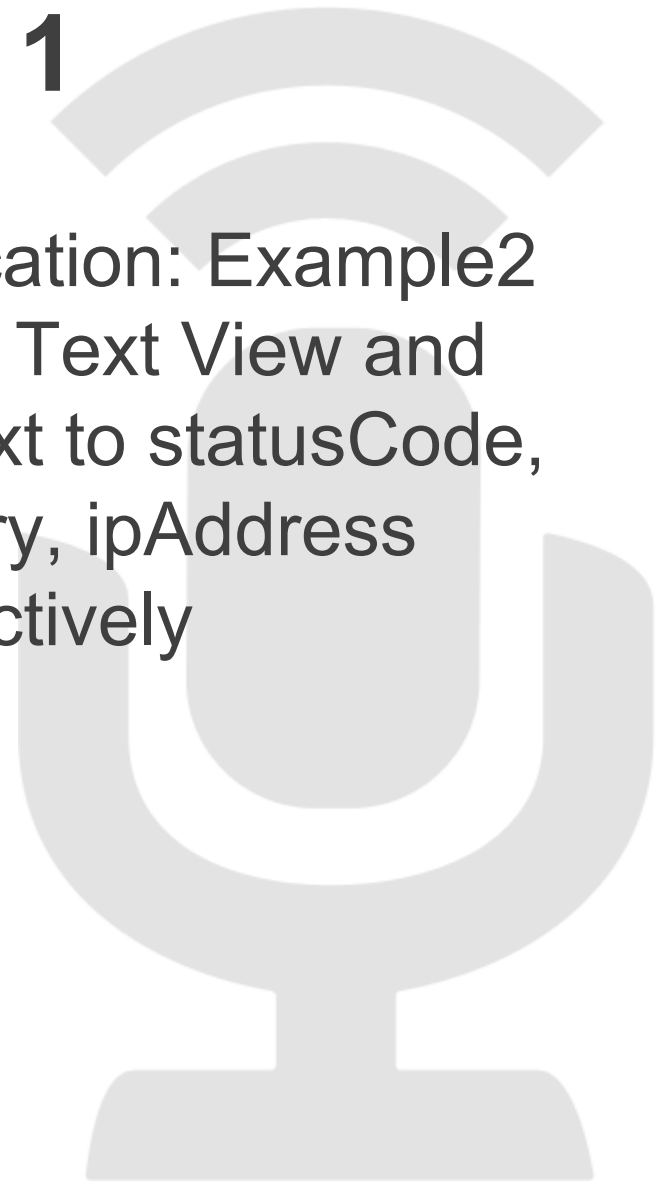 1
cation: Example2
Text View and
xt to statusCode,
ry, ipAddress
ctively